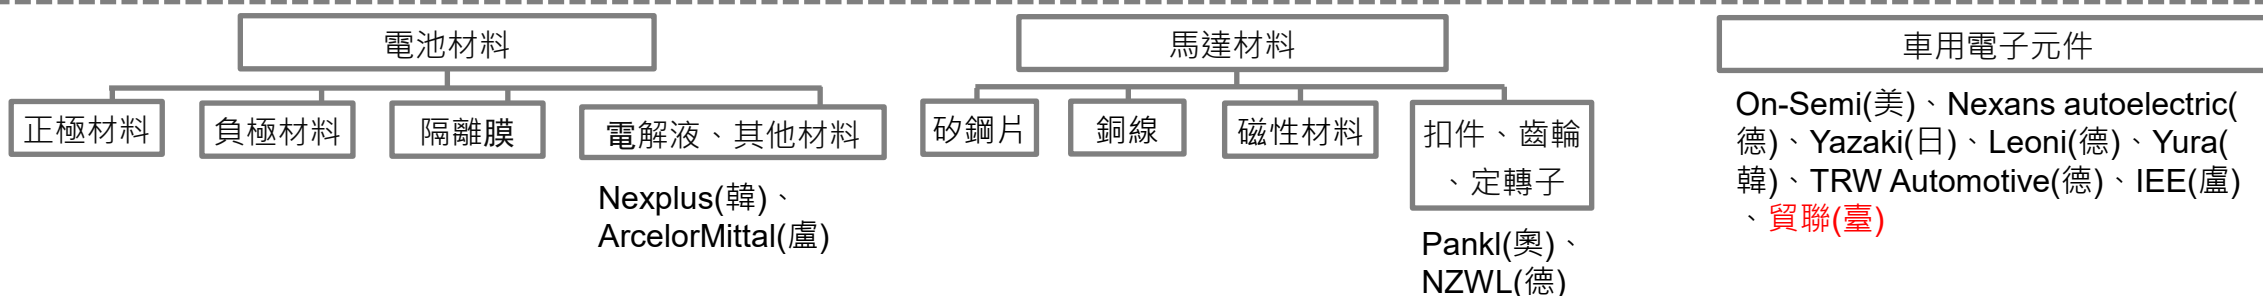 電池材料
正極材料
負極材料
隔離膜
電解液、其他材料
Nexplus(韓)、
ArcelorMittal(盧)
馬達材料
矽鋼片
銅線
磁性材料
扣件、齒輪
、定轉子
Pankl(奧)、
NZWL(德)
車用電子元件
On-Semi(美)、Nexans autoelectric(
德)、Yazaki(日)、Leoni(德)、Yura(
韓)、TRW Automotive(德)、IEE(盧)
、貿聯(臺)